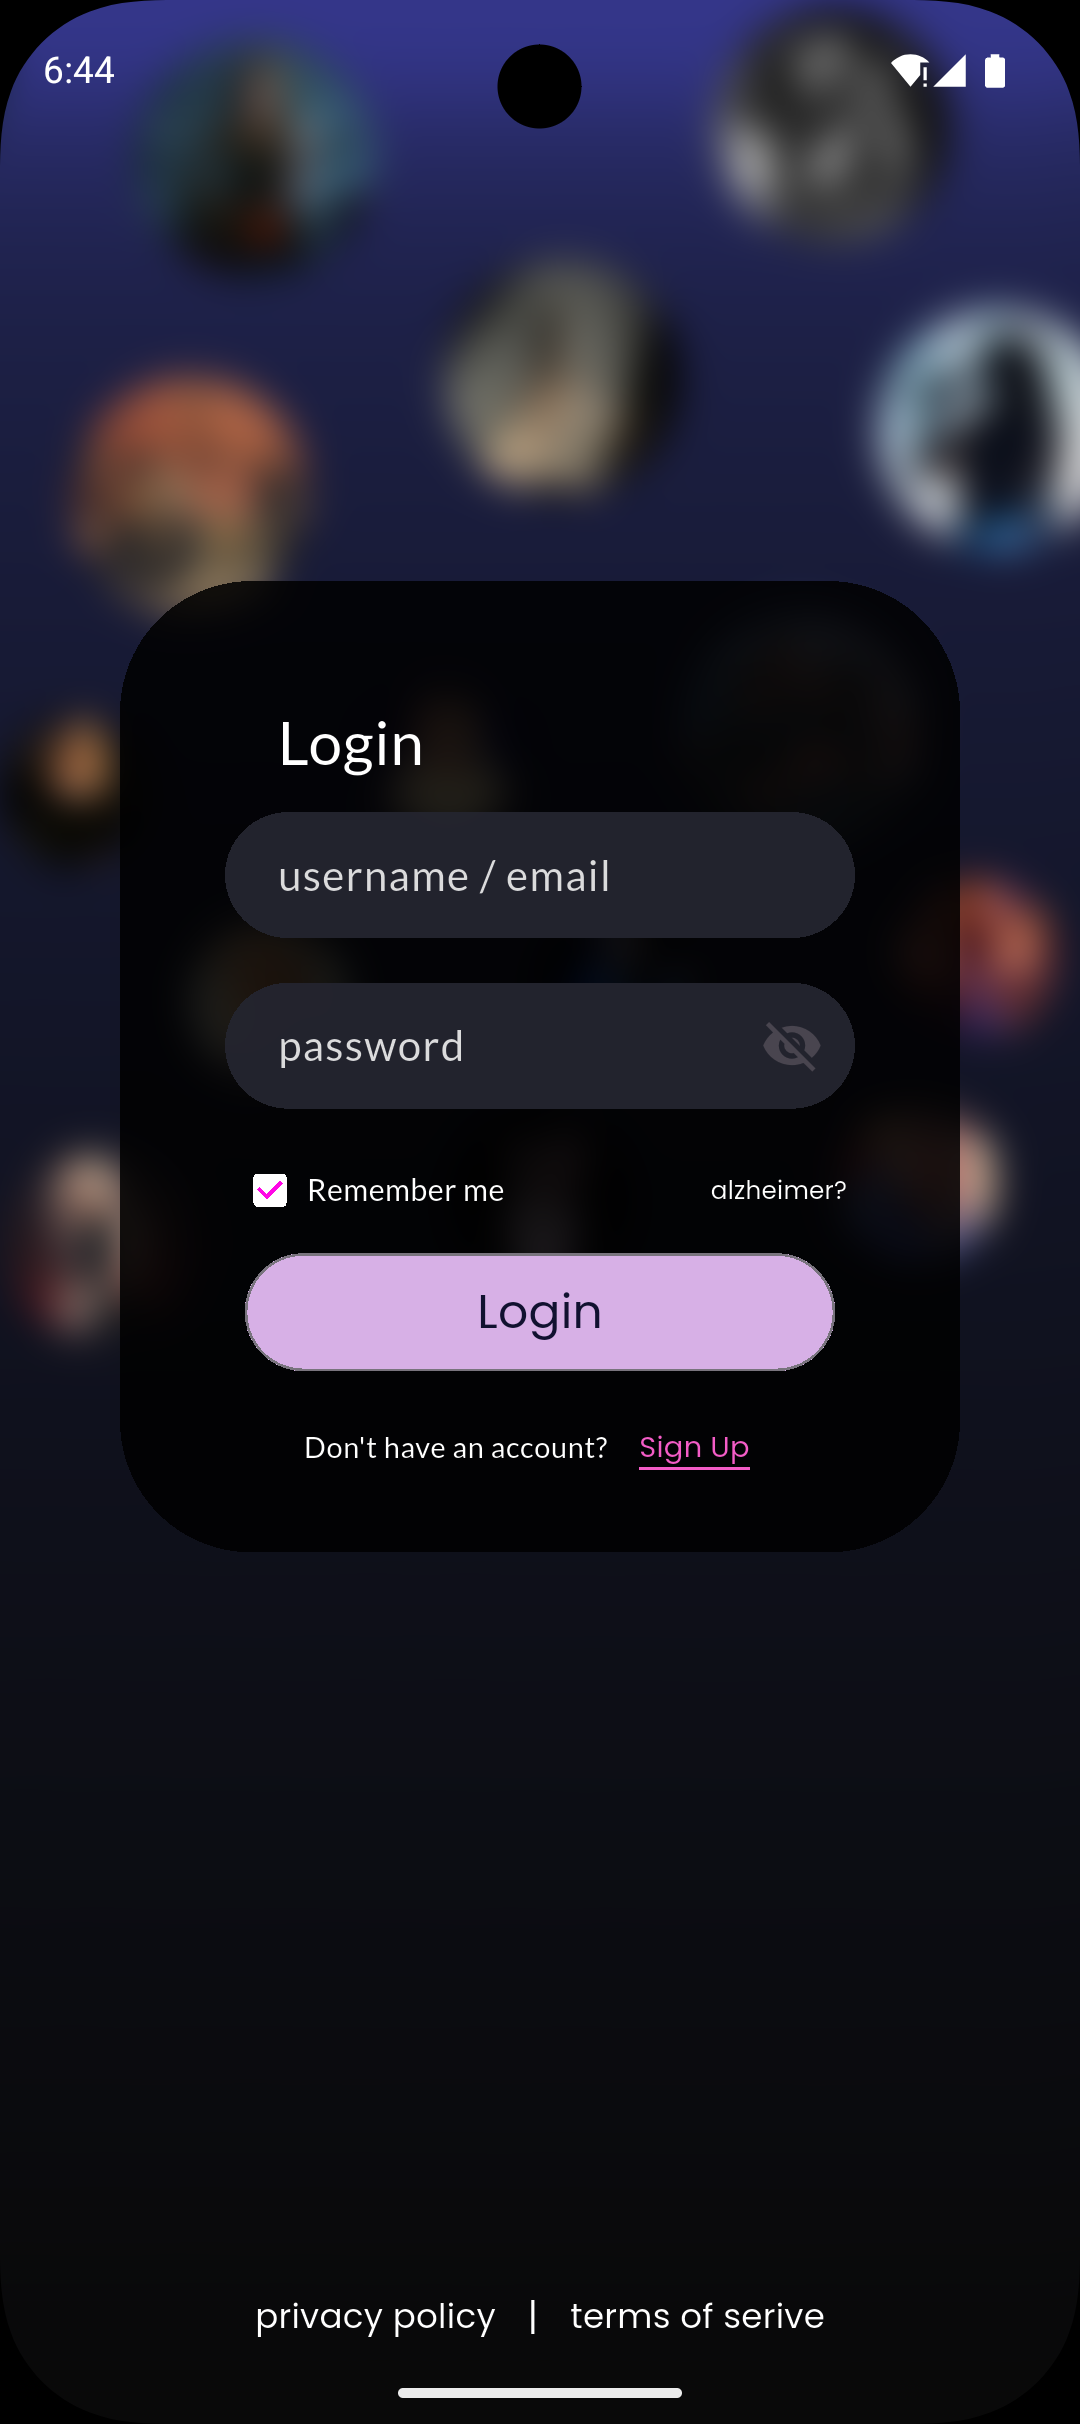 6:44
Login
username / email
password
Remember me
alzheimer?
Login
Don't have an account? Sign Up
privacy policy | terms of serive